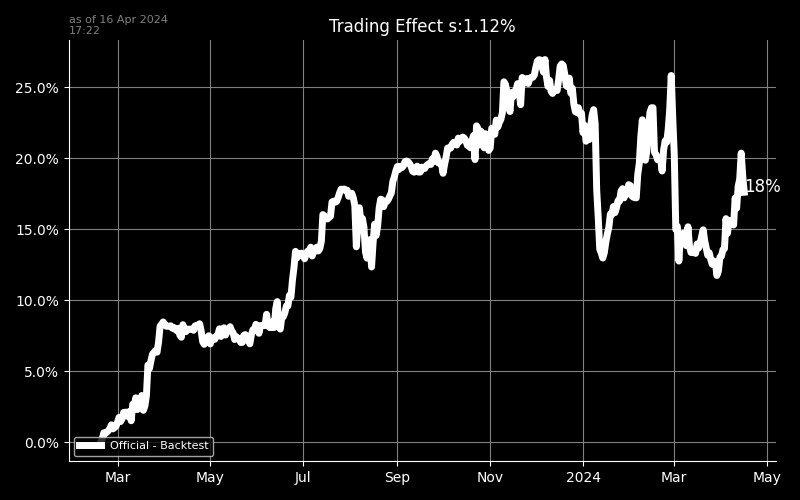 as of 16 Apr 2024
17:22
Trading Effect s:1.12%
25.0%
20.0%
15.0%
10.0%
5.0%
0.0%
18%
Official - Backtest
Mar
May
Jul
Sep
Nov
2024
Mar
May